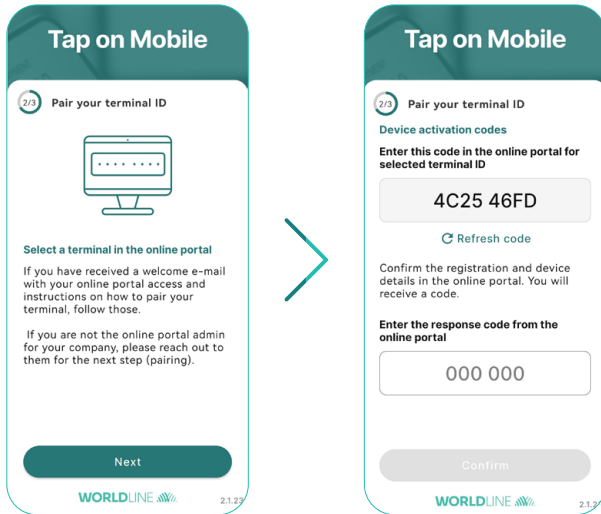 Tap on Mobile
2/3
Pair your terminal ID
Select a terminal in the online portal
If you have received a welcome e-mail
with your online portal access and
instructions on how to pair your
terminal, follow those.
If you are not the online portal admin
for your company, please reach out to
them for the next step (pairing).
Next
WORLDLINE
2.1.23
Tap on Mobile
2/3
Pair your terminal ID
Device activation codes
Enter this code in the online portal for
selected terminal ID
4C25 46FD
Refresh code
Confirm the registration and device
details in the online portal. You will
receive a code.
Enter the response code from the
online portal
000 000
Confirm
WORLDLINE